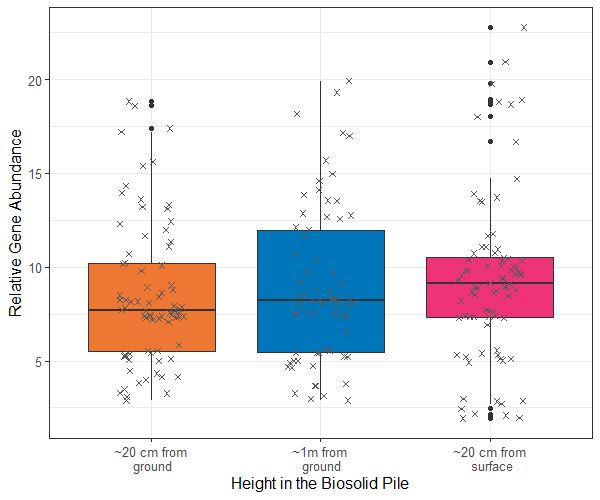 Relative Gene Abundance
20
15
10
5
~20 cm from
ground
~1m from
ground
~20 cm from
surface
Height in the Biosolid Pile